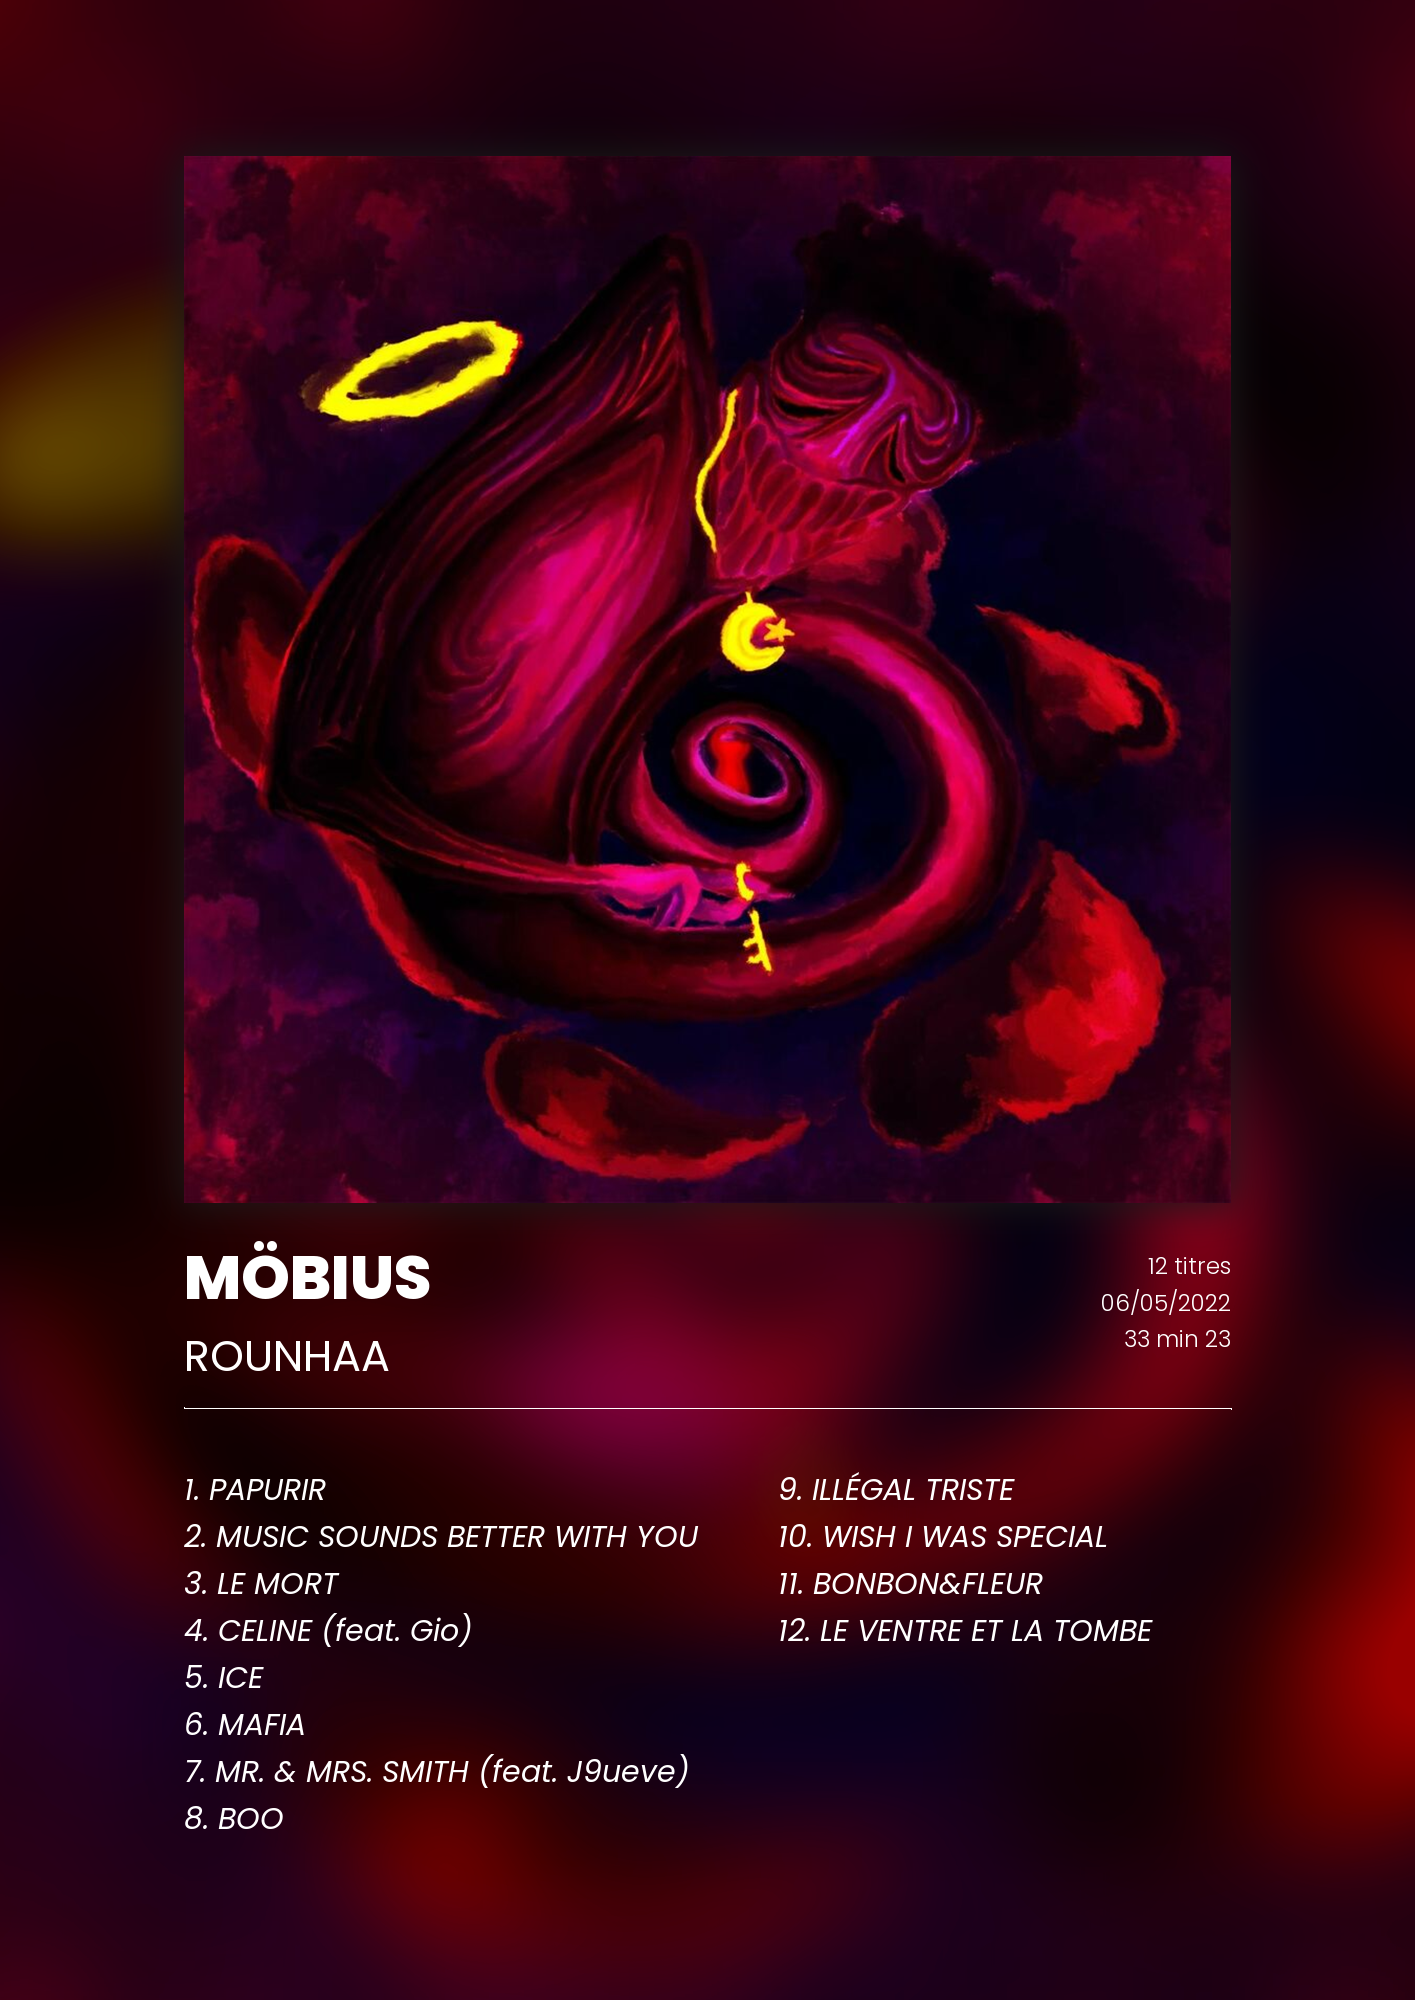 MÖBIUS
ROUNHAA
12 titres
06/05/2022
33 min 23
1. PAPURIR
2. MUSIC SOUNDS BETTER WITH YOU
3. LE MORT
4. CELINE (feat. Gio)
5. ICE
6. MAFIA
7. MR. & MRS. SMITH (feat. J9ueve)
8. BOO
9. ILLÉGAL TRISTE
10. WISH I WAS SPECIAL
11. BONBON&FLEUR
12. LE VENTRE ET LA TOMBE